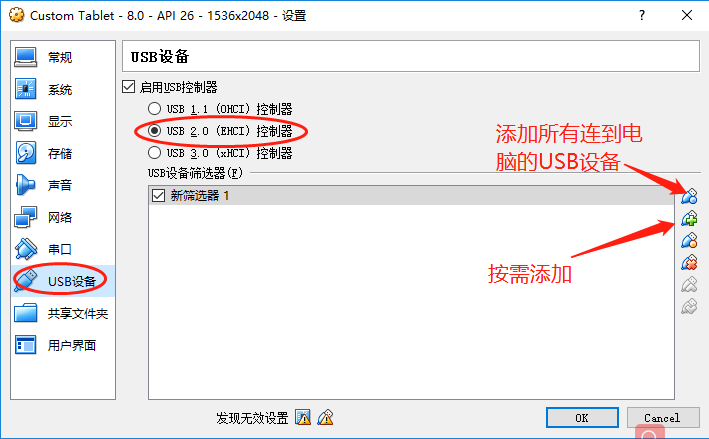 Custom Tablet - 8.0 - API 26 - 1536x2048 - 设置
常规
系统
显示
存储
声音
网络
串口
USB设备
共享文件夹
用户界面
USB设备
启用USB控制器
USB 1.1 (OHCI) 控制器
USB 2.0 (EHCI) 控制器
USB 3.0 (xHCI) 控制器
USB设备筛选器(F)
新筛选器 1
添加所有连到电
脑的USB设备
按需添加
发现无效设置
OK
Cancel